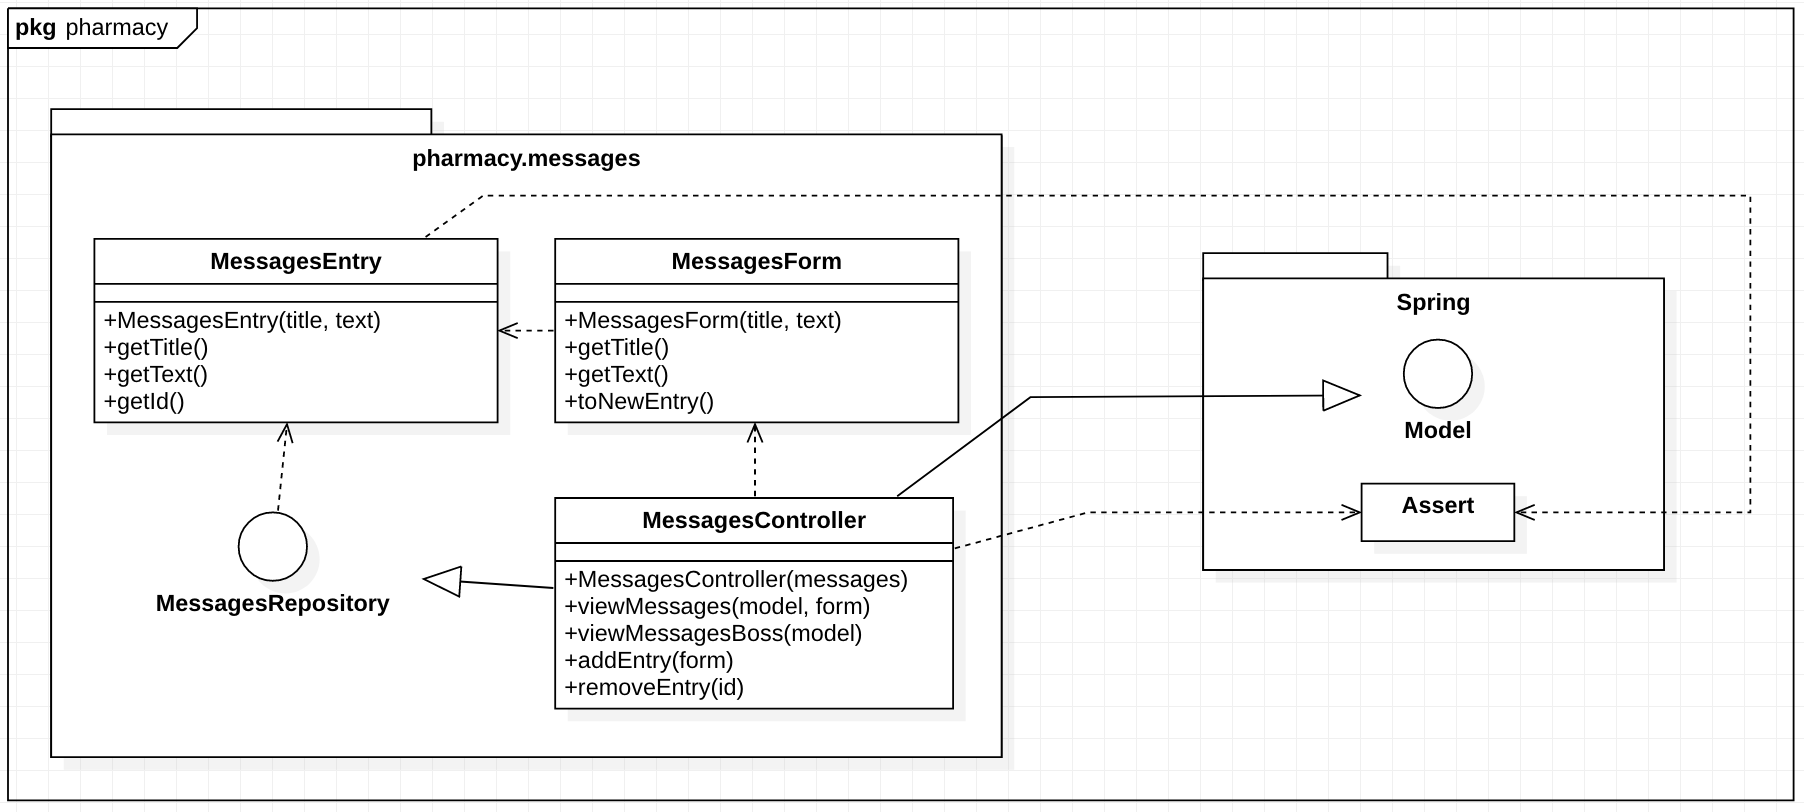 pkg pharmacy
pharmacy.messages
MessagesEntry
+MessagesEntry(title, text)
+getTitle()
+getText()
+getId()
MessagesForm
+MessagesForm(title, text)
+getTitle()
+getText()
+toNewEntry()
MessagesRepository
MessagesController
+MessagesController(messages)
+viewMessages(model, form)
+viewMessagesBoss(model)
+addEntry(form)
+removeEntry(id)
Spring
Model
Assert